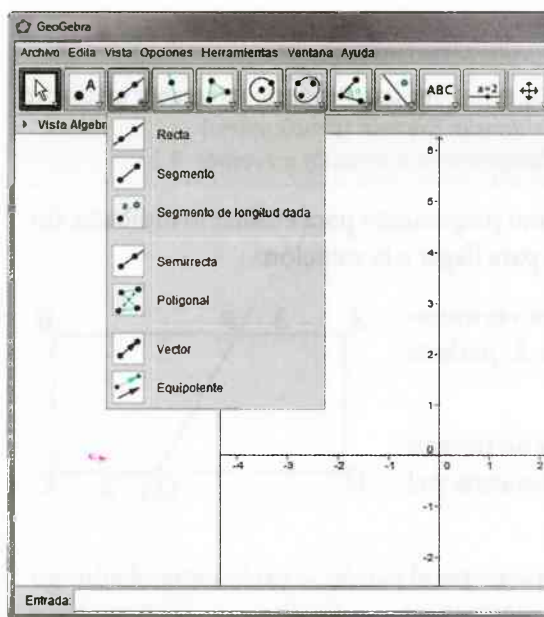 GeoGebra
Archivo Edita Vista Opciones Herramientas Ventana Ayuda
A
ABC
a=2
Vista Algebr
Recta
Segmento
Segmento de longitud dada
Semirrecta
Poligonal
Vector
Equipolente
6
5
4
3
2
1
0
-4 -3 -2 -1 0 1 2
-1
-2
Entrada: